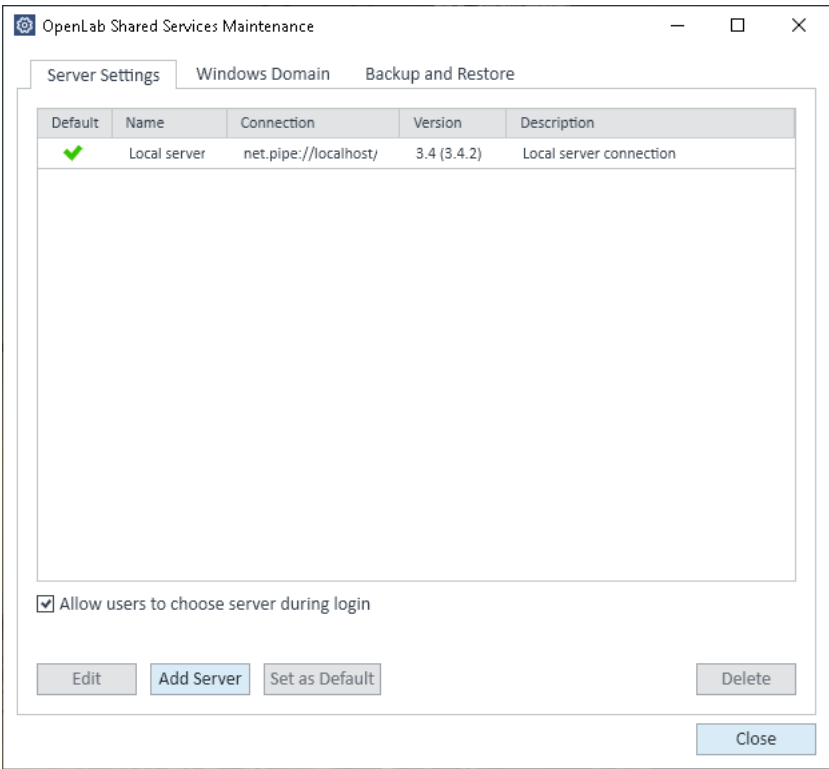 OpenLab Shared Services Maintenance
Server Settings Windows Domain Backup and Restore
Default Name Connection Version Description
Local server net.pipe://localhost/ 3.4 (3.4.2) Local server connection
Allow users to choose server during login
Edit Add Server Set as Default Delete
Close